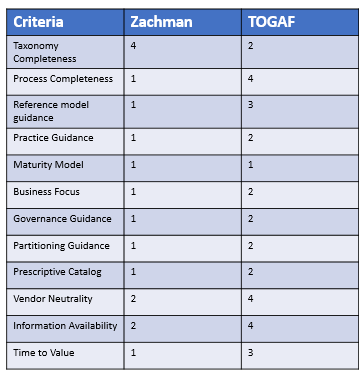 Criteria Zachman TOGAF
Taxonomy 4 2
Completeness
Process Completeness 1 4
Reference model 1 3
guidance
Practice Guidance 1 2
Maturity Model 1 1
Business Focus 1 2
Governance Guidance 1 2
Partitioning Guidance 1 2
Prescriptive Catalog 1 2
Vendor Neutrality 2 4
Information Availability 2 4
Time to Value 1 3